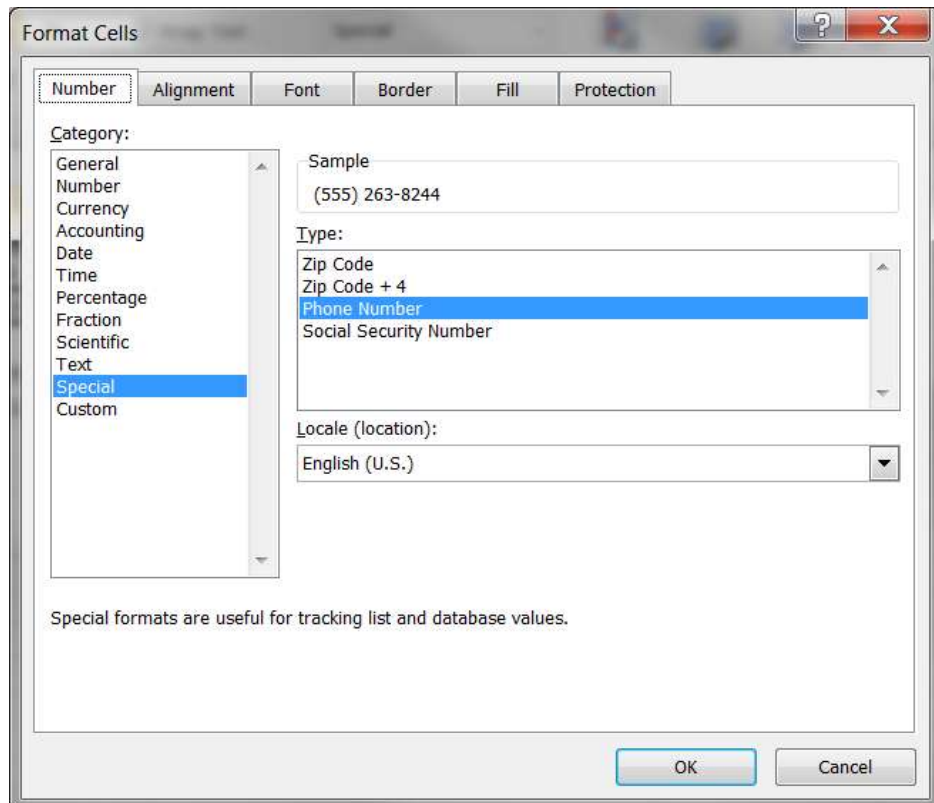 Format Cells
Number Alignment Font Border Fill Protection
Category:
General
Number
Currency
Accounting
Date
Time
Percentage
Fraction
Scientific
Text
Special
Custom
Sample
(555) 263-8244
Type:
Zip Code
Zip Code + 4
Phone Number
Social Security Number
Locale (location):
English (U.S.)
Special formats are useful for tracking list and database values.
OK Cancel